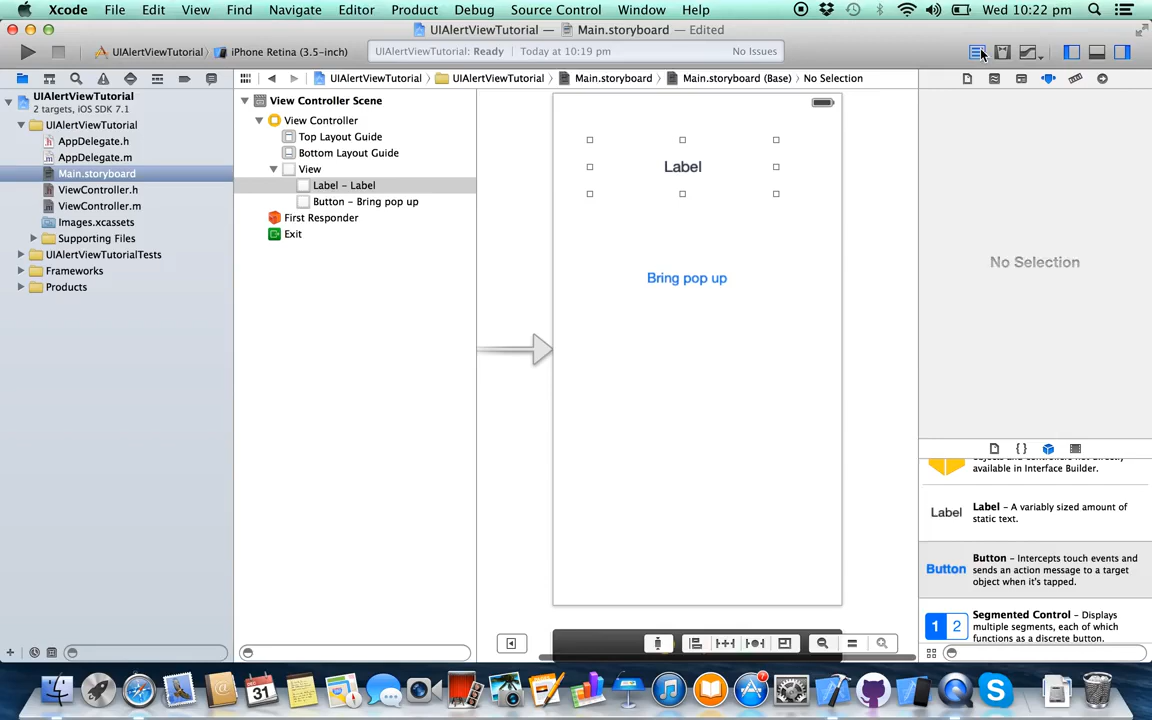 Xcode File Edit View Find Navigate Editor Product Debug Source Control Window Help Wed 10:22 pm
UIAlertViewTutorial — Main.storyboard — Edited
UIAlertViewTutorial iPhone Retina (3.5-inch) UIAlertViewTutorial: Ready Today at 10:19 pm No Issues
UIAlertViewTutorial UIAlertViewTutorial Main.storyboard Main.storyboard (Base) No Selection
UIAlertViewTutorial
2 targets, iOS SDK 7.1
UIAlertViewTutorial
AppDelegate.h
AppDelegate.m
Main.storyboard
ViewController.h
ViewController.m
Images.xcassets
Supporting Files
UIAlertViewTutorialTests
Frameworks
Products
View Controller Scene
View Controller
Top Layout Guide
Bottom Layout Guide
View
Label – Label
Button – Bring pop up
First Responder
Exit
Label
Bring pop up
No Selection
{ }
available in Interface Builder.
Label
Label – A variably sized amount of
static text.
Button
Button – Intercepts touch events and
sends an action message to a target
object when it's tapped.
1 2
Segmented Control – Displays
multiple segments, each of which
functions as a discrete button.
DEC
31
7